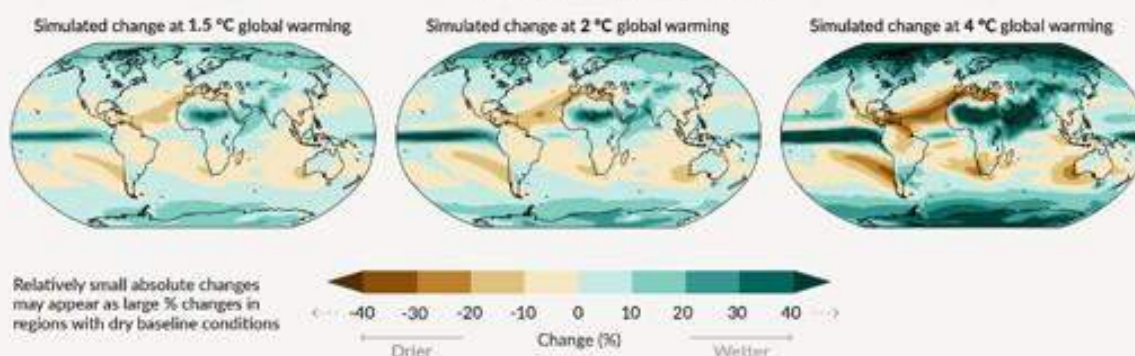 Simulated change at 1.5 °C global warming
Simulated change at 2 °C global warming
Simulated change at 4 °C global warming
Relatively small absolute changes
may appear as large % changes in
regions with dry baseline conditions
-40 -30 -20 -10 0 10 20 30 40
Change (%)
Drier
Wetter